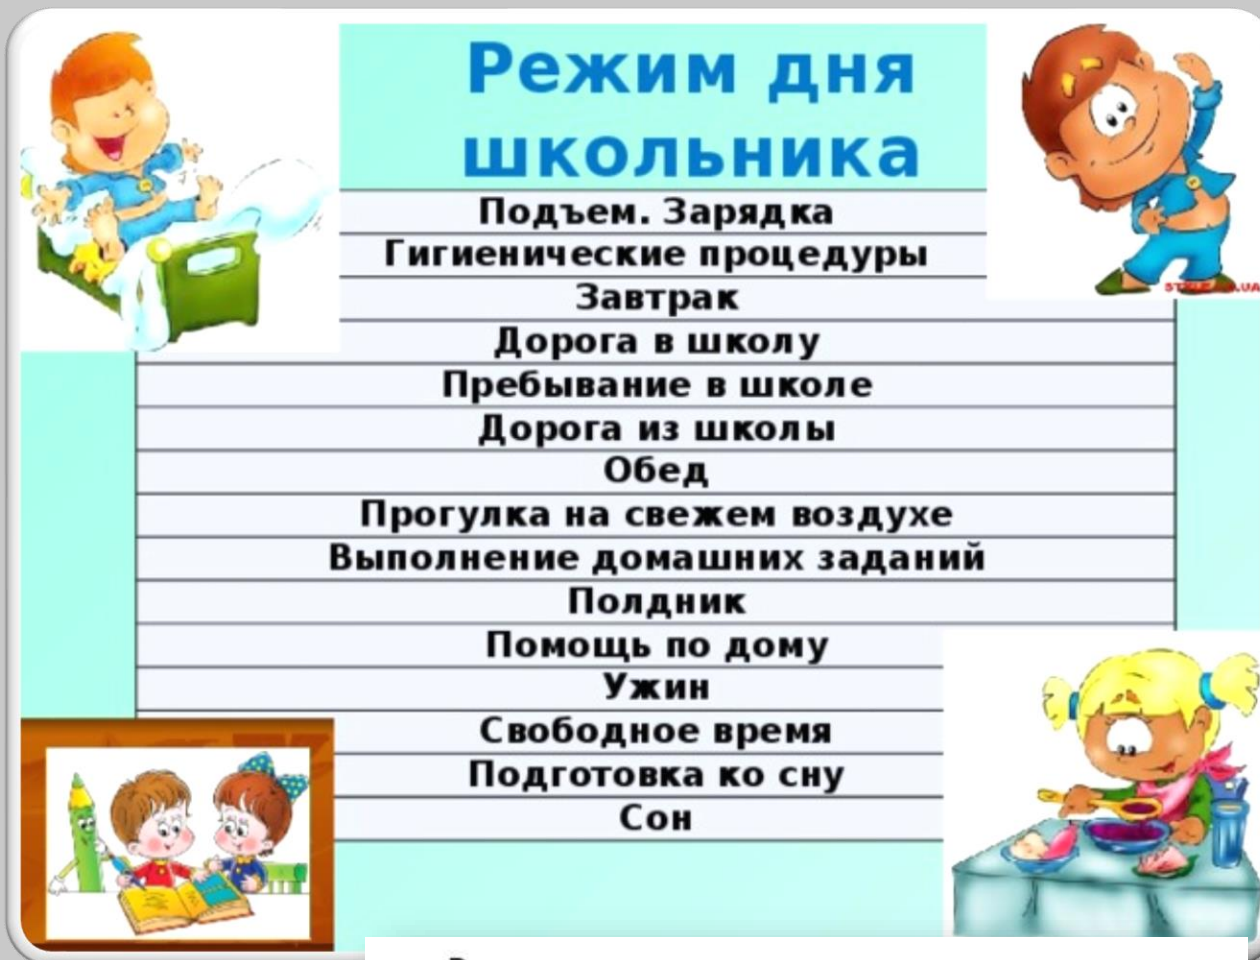 Режим дня
школьника
Подъем. Зарядка
Гигиенические процедуры
Завтрак
Дорога в школу
Пребывание в школе
Дорога из школы
Обед
Прогулка на свежем воздухе
Выполнение домашних заданий
Полдник
Помощь по дому
Ужин
Свободное время
Подготовка ко сну
Сон